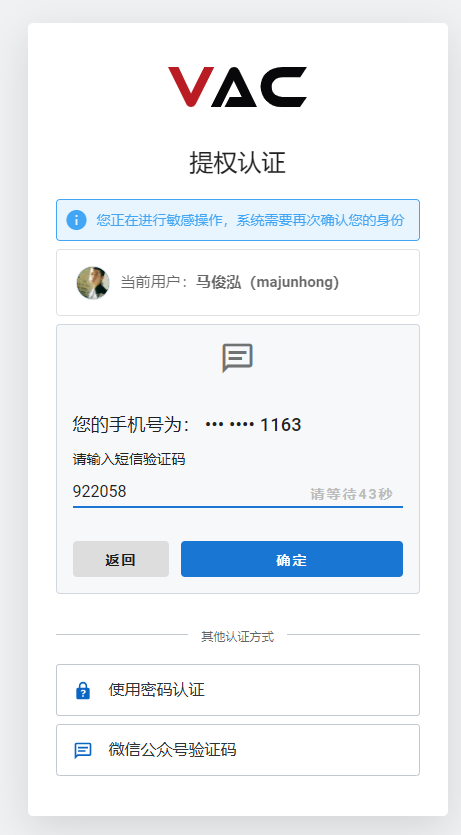 VAC
提权认证
您正在进行敏感操作，系统需要再次确认您的身份
当前用户：马俊泓（majunhong）
您的手机号为： ••• •••• 1163
请输入短信验证码
922058 请等待43秒
返回 确定
其他认证方式
使用密码认证
微信公众号验证码